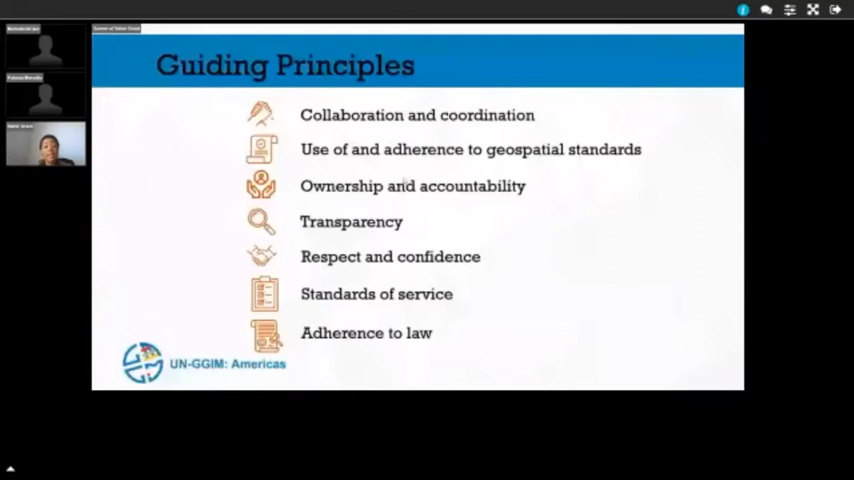 Guiding Principles
Collaboration and coordination
Use of and adherence to geospatial standards
Ownership and accountability
Transparency
Respect and confidence
Standards of service
Adherence to law
UN-GGIM: Americas